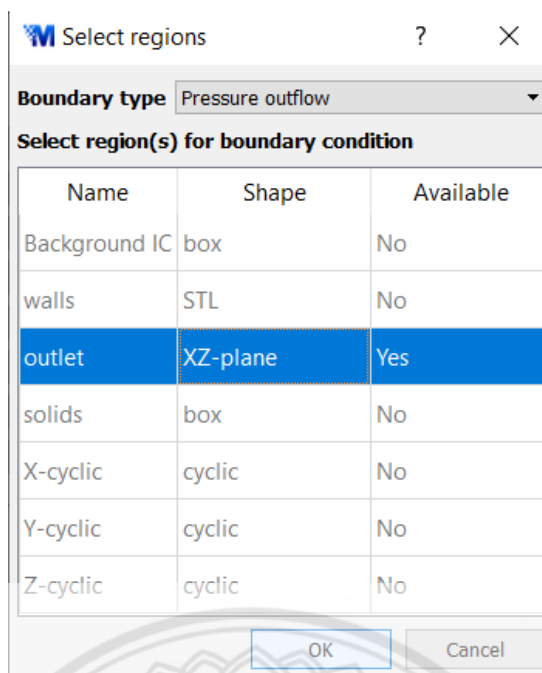 Select regions ? ×
Boundary type Pressure outflow
Select region(s) for boundary condition
Name Shape Available
Background IC box No
walls STL No
outlet XZ-plane Yes
solids box No
X-cyclic cyclic No
Y-cyclic cyclic No
Z-cyclic cyclic No
OK Cancel